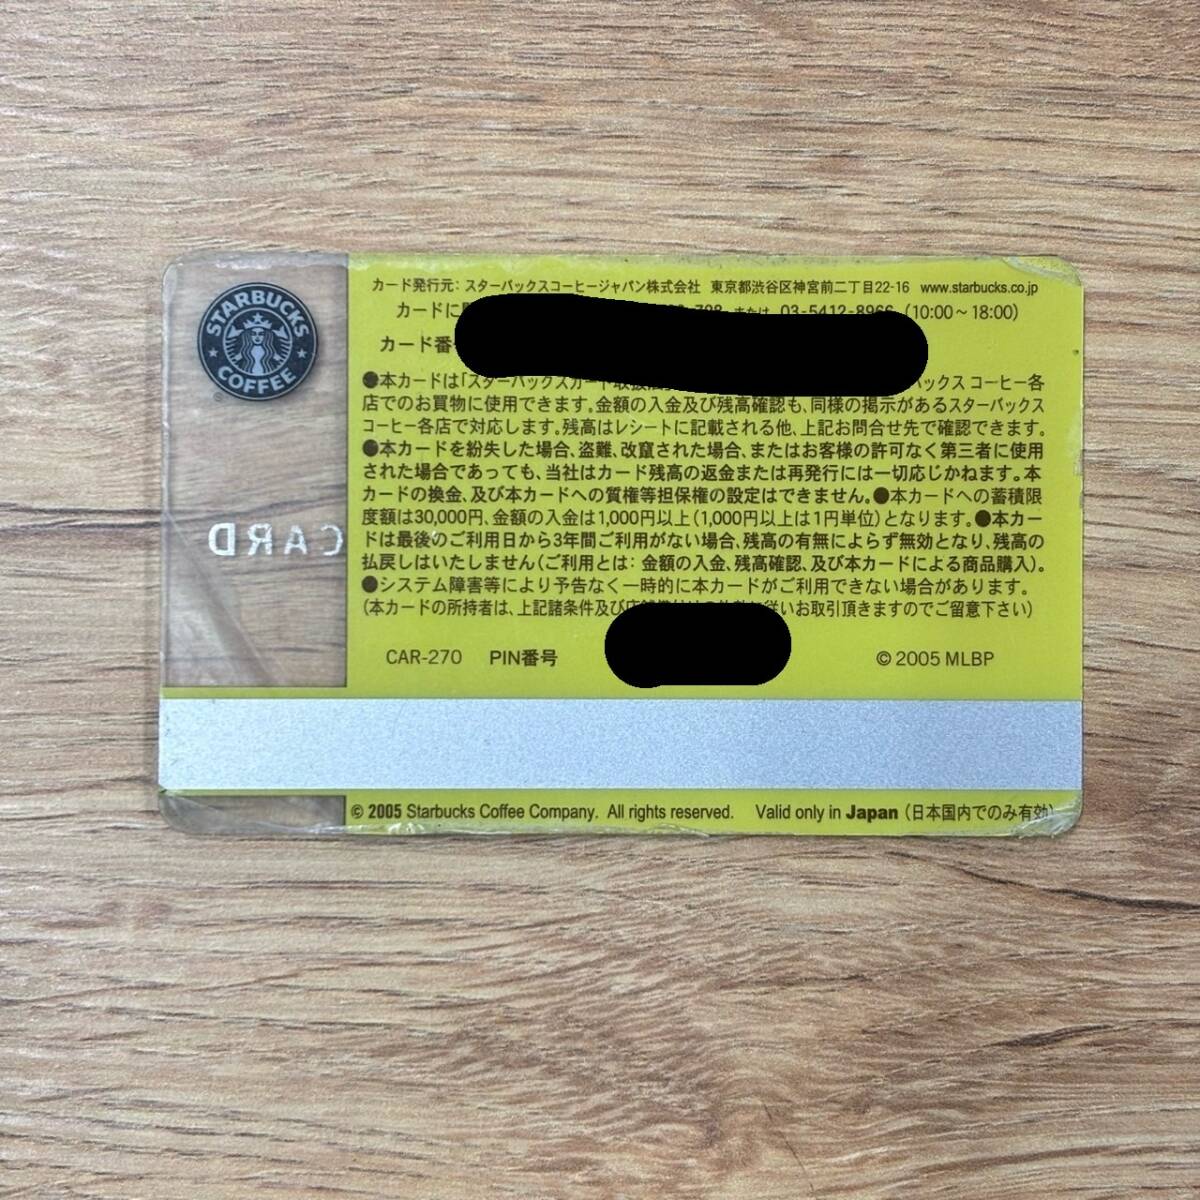 STARBUCKS
COFFEE
®
CARD
カード発行元: スターバックスコーヒージャパン株式会社 東京都渋谷区神宮前二丁目22-16 www.starbucks.co.jp
カードに または 03-5412-8966 (10:00~18:00)
カード番
●本カードは「スターバックスカード取扱 バックス コーヒー各
店でのお買物に使用できます。金額の入金及び残高確認も、同様の掲示があるスターバックス
コーヒー各店で対応します。残高はレシートに記載される他、上記お問合せ先で確認できます。
●本カードを紛失した場合、盗難、改竄された場合、またはお客様の許可なく第三者に使用
された場合であっても、当社はカード残高の返金または再発行には一切応じかねます。本
カードの換金、及び本カードへの質権等担保権の設定はできません。●本カードへの蓄積限
度額は30,000円、金額の入金は1,000円以上(1,000円以上は1円単位)となります。●本カー
ドは最後のご利用日から3年間ご利用がない場合、残高の有無によらず無効となり、残高の
払戻しはいたしません(ご利用とは: 金額の入金、残高確認、及び本カードによる商品購入)。
●システム障害等により予告なく一時的に本カードがご利用できない場合があります。
(本カードの所持者は、上記諸条件及び 従いお取引頂きますのでご留意下さい)
CAR-270 PIN番号 © 2005 MLBP
© 2005 Starbucks Coffee Company. All rights reserved. Valid only in Japan (日本国内でのみ有効)